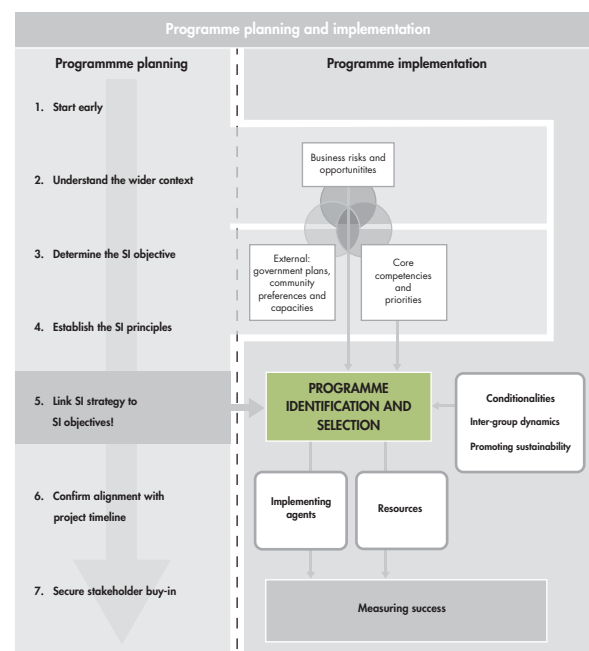 Programme planning and implementation
Programmme planning
1. Start early
2. Understand the wider context
3. Determine the SI objective
4. Establish the SI principles
5. Link SI strategy to
SI objectives!
6. Confirm alignment with
project timeline
7. Secure stakeholder buy-in
Programme implementation
Business risks and
opportunitites
External:
government plans,
community
preferences and
capacities
Core
competencies
and
priorities
PROGRAMME
IDENTIFICATION AND
SELECTION
Conditionalities
Inter-group dynamics
Promoting sustainability
Implementing
agents
Resources
Measuring success